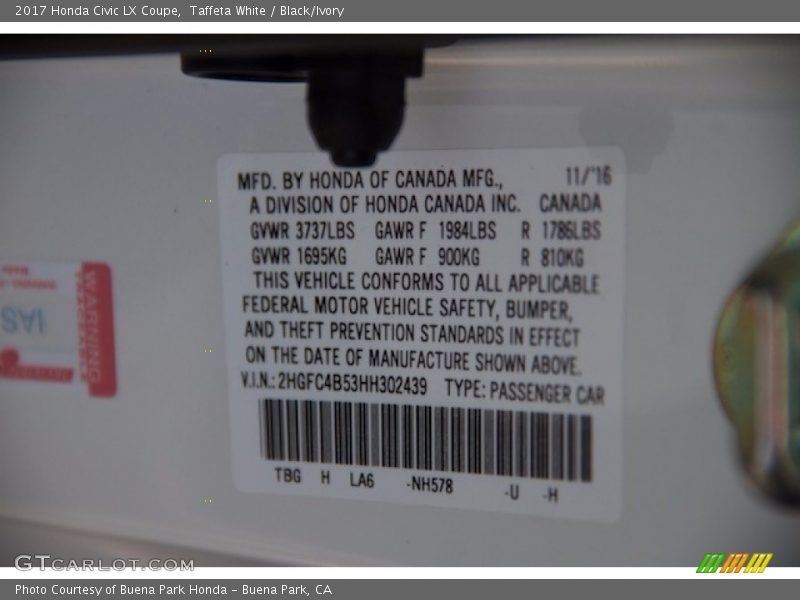 2017 Honda Civic LX Coupe,  Taffeta White / Black/Ivory
MFD. BY HONDA OF CANADA MFG., 11/'16
A DIVISION OF HONDA CANADA INC. CANADA
GVWR 3737LBS GAWR F 1984LBS R 1786LBS
GVWR 1695KG GAWR F 900KG R 810KG
THIS VEHICLE CONFORMS TO ALL APPLICABLE
FEDERAL MOTOR VEHICLE SAFETY, BUMPER,
AND THEFT PREVENTION STANDARDS IN EFFECT
ON THE DATE OF MANUFACTURE SHOWN ABOVE.
V.I.N.: 2HGFC4B53HH302439 TYPE: PASSENGER CAR
TBG H LA6 -NH578 -U -H
WARNING
SAI
GTCARLOT.COM
Photo Courtesy of Buena Park Honda – Buena Park, CA